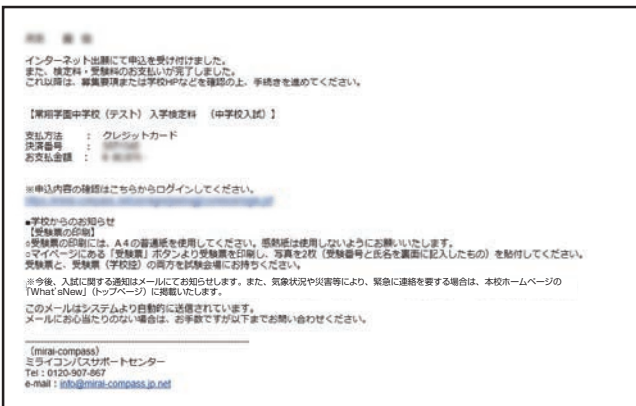 インターネット出願にて申込を受け付けました。
また、検定料・受験料のお支払いが完了しました。
これ以降は、募集要項または学校HPなどを確認の上、手続きを進めてください。
【常翔学園中学校（テスト） 入学検定料 （中学校入試）】
支払方法 ： クレジットカード
決済番号 ：
お支払金額 ：
※申込内容の確認はこちらからログインしてください。
■学校からのお知らせ
【受験票の印刷】
○受験票の印刷には、A4の普通紙を使用してください。感熱紙は使用しないようにお願いいたします。
○マイページにある「受験票」ボタンより受験票を印刷し、写真を2枚（受験番号と氏名を裏面に記入したもの）を貼付してください。
受験票と、受験票（学校控）の両方を試験会場にお持ちください。
※今後、入試に関する通知はメールにてお知らせします。また、気象状況や災害等により、緊急に連絡を要する場合は、本校ホームページの
「What'sNew」（トップページ）に掲載いたします。
このメールはシステムより自動的に送信されています。
メールにお心当たりのない場合は、お手数ですが以下までお問い合わせください。
（mirai-compass）
ミライコンパスサポートセンター
Tel：0120-907-867
e-mail：info@mirai-compass.jp.net